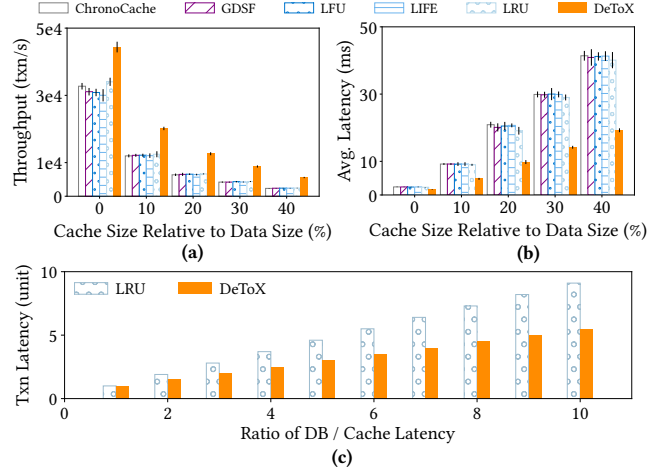 ChronoCache GDSF LFU LIFE LRU DeToX
Throughput (txn/s)
5e4
3e4
1e4
0
0 10 20 30 40
Cache Size Relative to Data Size (%)
(a)
Avg. Latency (ms)
50
30
10
0
0 10 20 30 40
Cache Size Relative to Data Size (%)
(b)
Txn Latency (unit)
10
5
0
LRU DeToX
0 2 4 6 8 10
Ratio of DB / Cache Latency
(c)